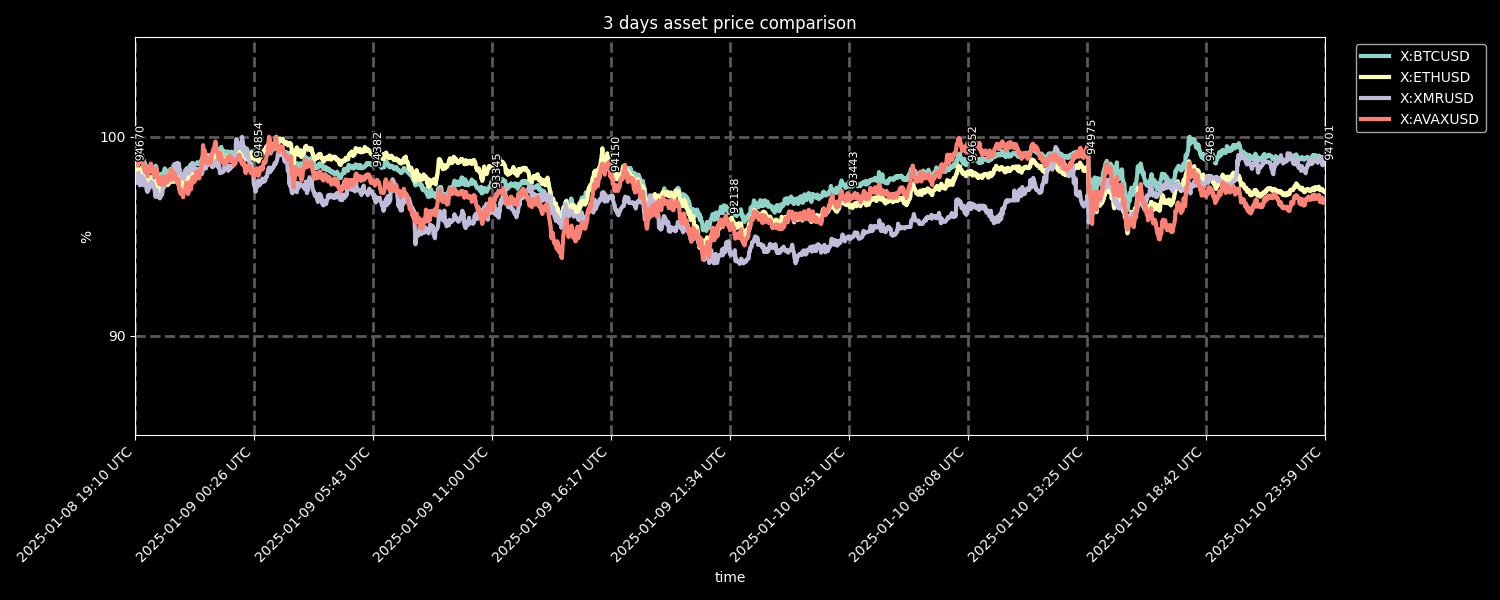 3 days asset price comparison
X:BTCUSD
X:ETHUSD
X:XMRUSD
X:AVAXUSD
100
90
%
94670
94854
94382
93345
94150
92138
93443
94652
94975
94658
94701
2025-01-08 19:10 UTC
2025-01-09 00:26 UTC
2025-01-09 05:43 UTC
2025-01-09 11:00 UTC
2025-01-09 16:17 UTC
2025-01-09 21:34 UTC
2025-01-10 02:51 UTC
2025-01-10 08:08 UTC
2025-01-10 13:25 UTC
2025-01-10 18:42 UTC
2025-01-10 23:59 UTC
time